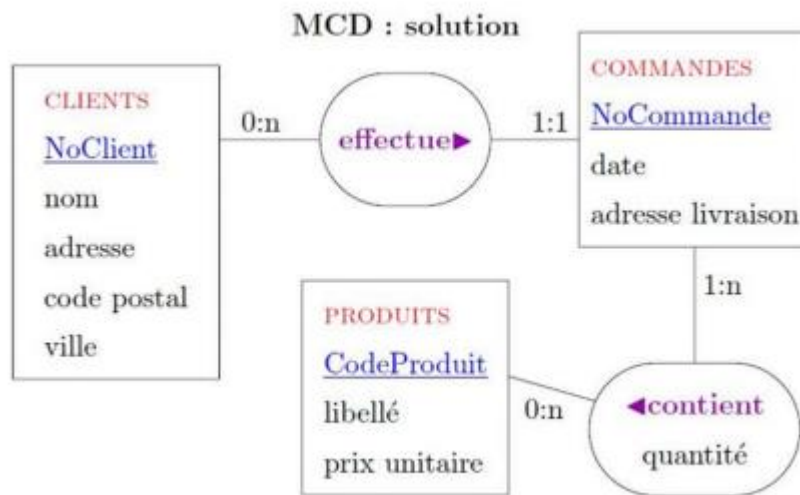 MCD : solution
CLIENTS
NoClient
nom
adresse
code postal
ville
0:n
effectue▶
1:1
COMMANDES
NoCommande
date
adresse livraison
1:n
PRODUITS
CodeProduit
libellé
prix unitaire
0:n
◀contient
quantité